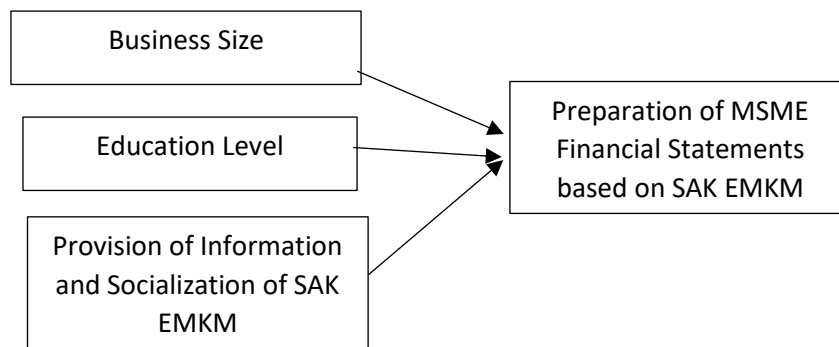 Business Size
Education Level
Provision of Information
and Socialization of SAK
EMKM
Preparation of MSME
Financial Statements
based on SAK EMKM